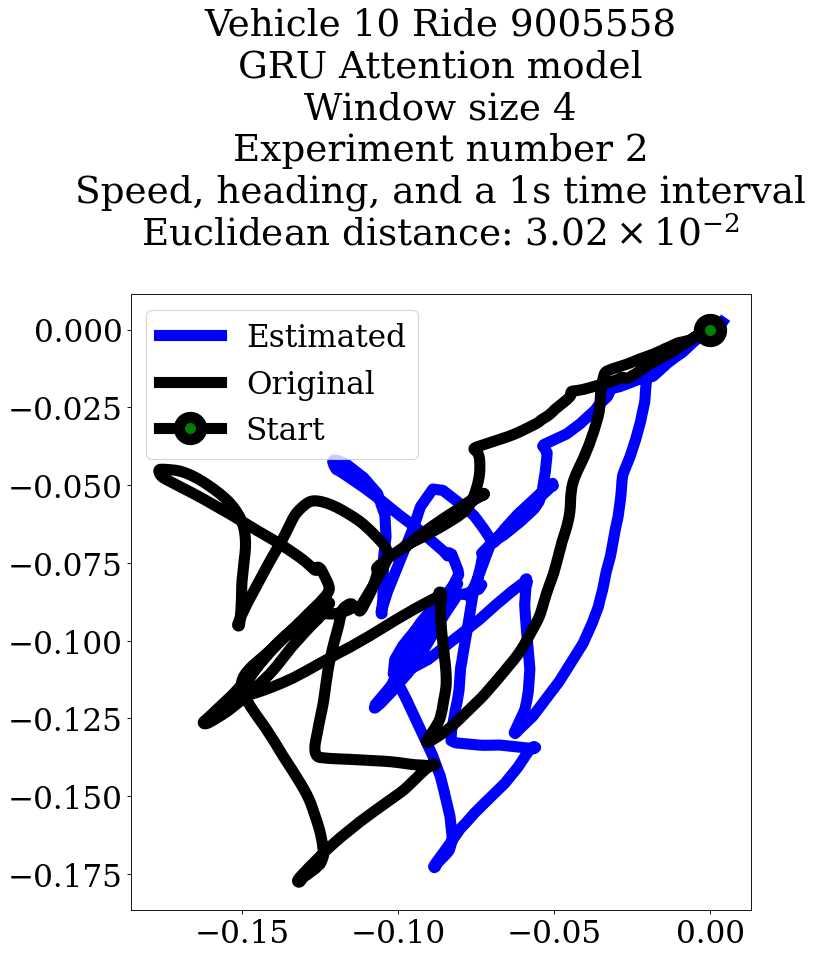 Vehicle 10 Ride 9005558
GRU Attention model
Window size 4
Experiment number 2
Speed, heading, and a 1s time interval
Euclidean distance: 3.02 × 10⁻²
Estimated
Original
Start
0.000
−0.025
−0.050
−0.075
−0.100
−0.125
−0.150
−0.175
−0.15 −0.10 −0.05 0.00